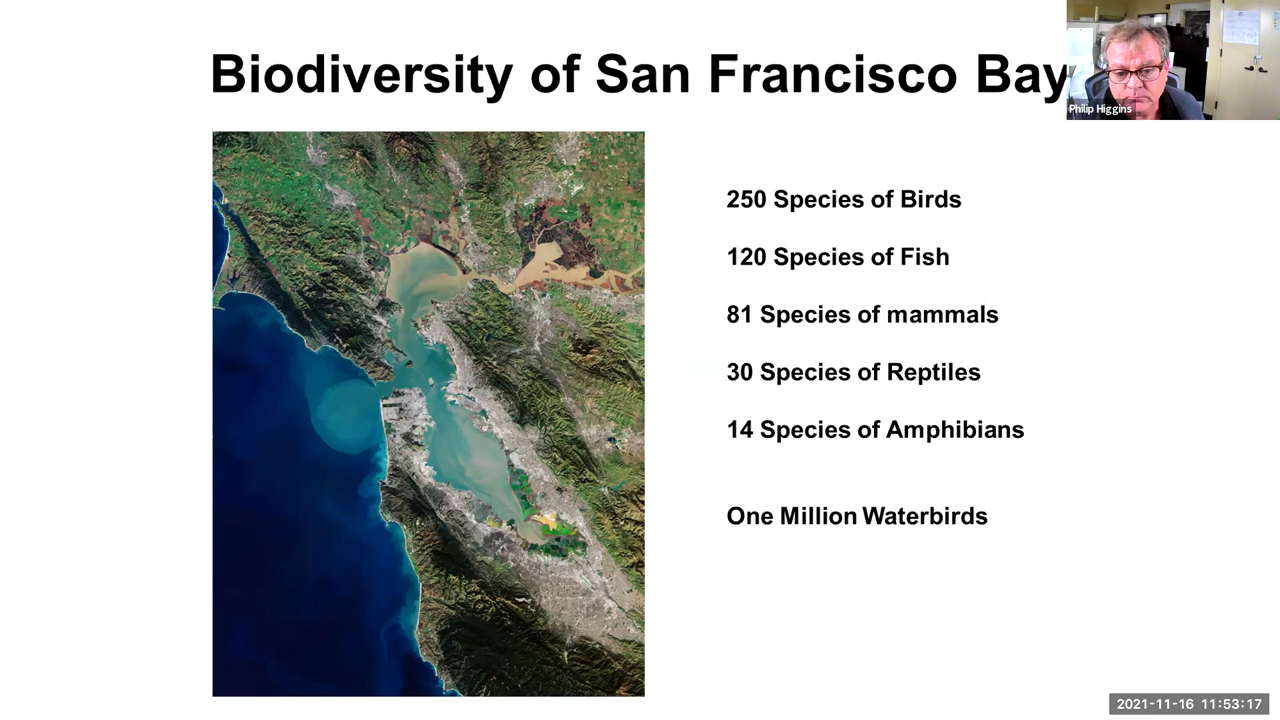 Biodiversity of San Francisco Bay
Philip Higgins
250 Species of Birds
120 Species of Fish
81 Species of mammals
30 Species of Reptiles
14 Species of Amphibians
One Million Waterbirds
2021-11-16 11:53:17